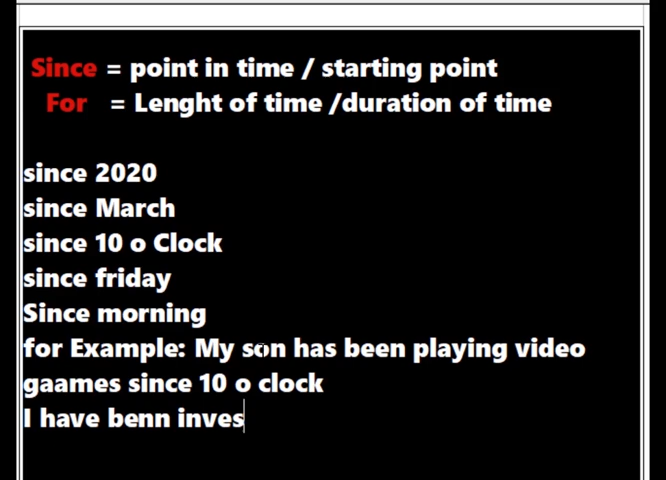 Since = point in time / starting point
For = Lenght of time /duration of time
since 2020
since March
since 10 o Clock
since friday
Since morning
for Example: My son has been playing video
gaames since 10 o clock
I have benn inves